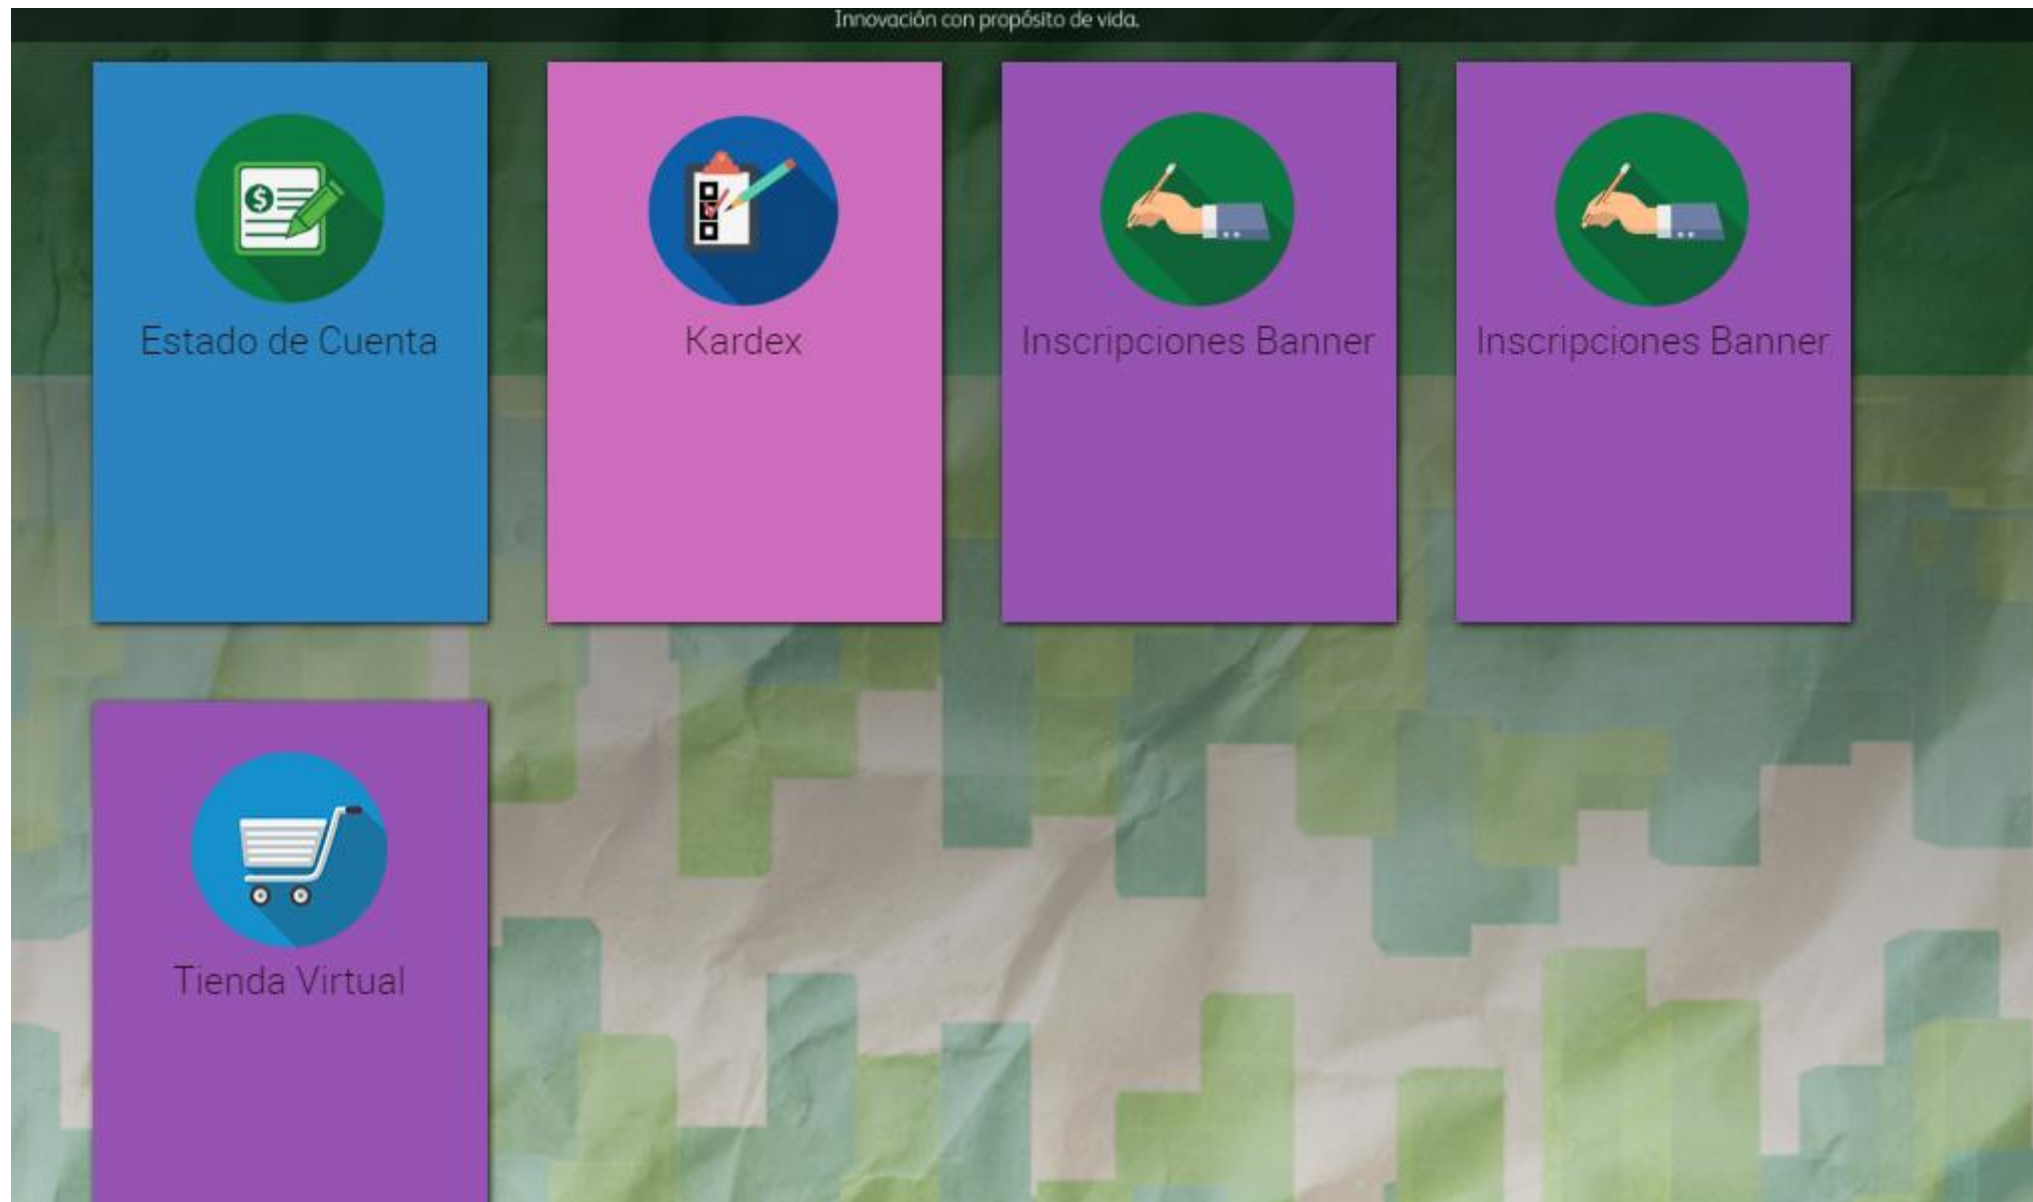 Innovación con propósito de vida.
Estado de Cuenta
Kardex
Inscripciones Banner
Inscripciones Banner
Tienda Virtual